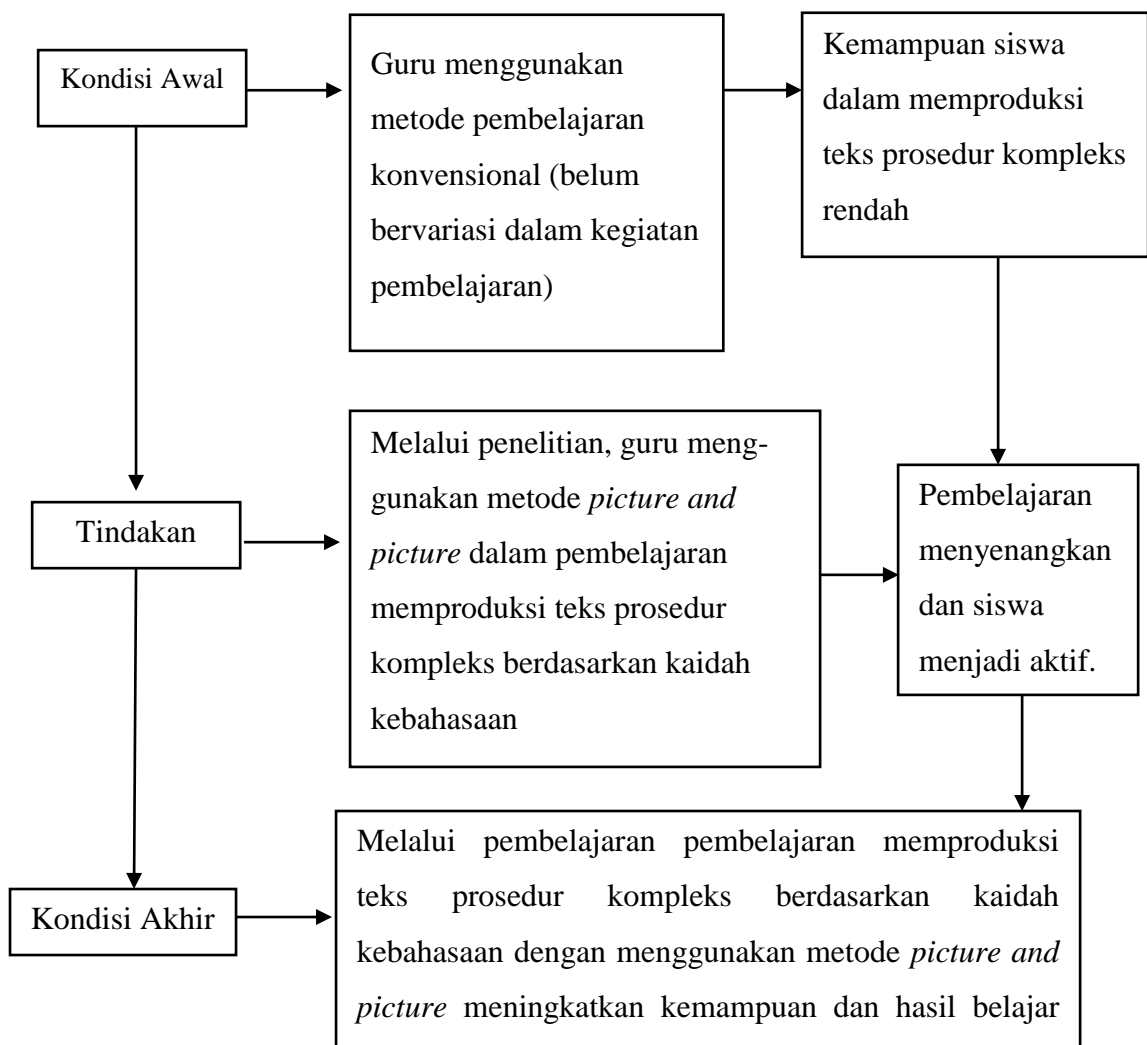 Kondisi Awal
Guru menggunakan
metode pembelajaran
konvensional (belum
bervariasi dalam kegiatan
pembelajaran)
Kemampuan siswa
dalam memproduksi
teks prosedur kompleks
rendah
Tindakan
Melalui penelitian, guru meng-
gunakan metode picture and
picture dalam pembelajaran
memproduksi teks prosedur
kompleks berdasarkan kaidah
kebahasaan
Pembelajaran
menyenangkan
dan siswa
menjadi aktif.
Kondisi Akhir
Melalui pembelajaran pembelajaran memproduksi
teks prosedur kompleks berdasarkan kaidah
kebahasaan dengan menggunakan metode picture and
picture meningkatkan kemampuan dan hasil belajar